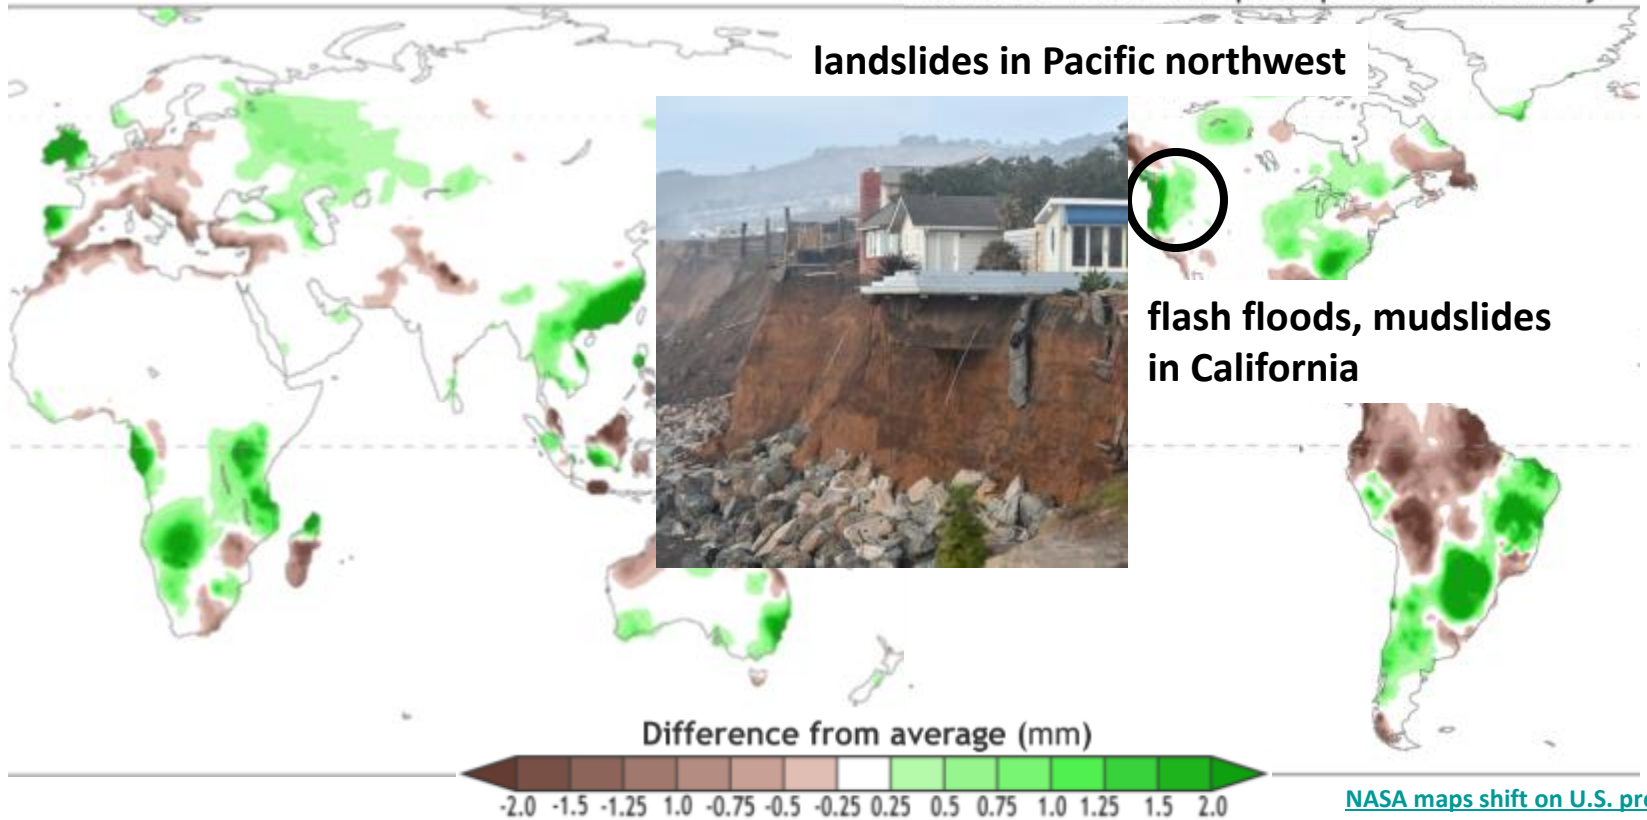 landslides in Pacific northwest
flash floods, mudslides
in California
Difference from average (mm)
-2.0 -1.5 -1.25 1.0 -0.75 -0.5 -0.25 0.25 0.5 0.75 1.0 1.25 1.5 2.0
NASA maps shift on U.S.